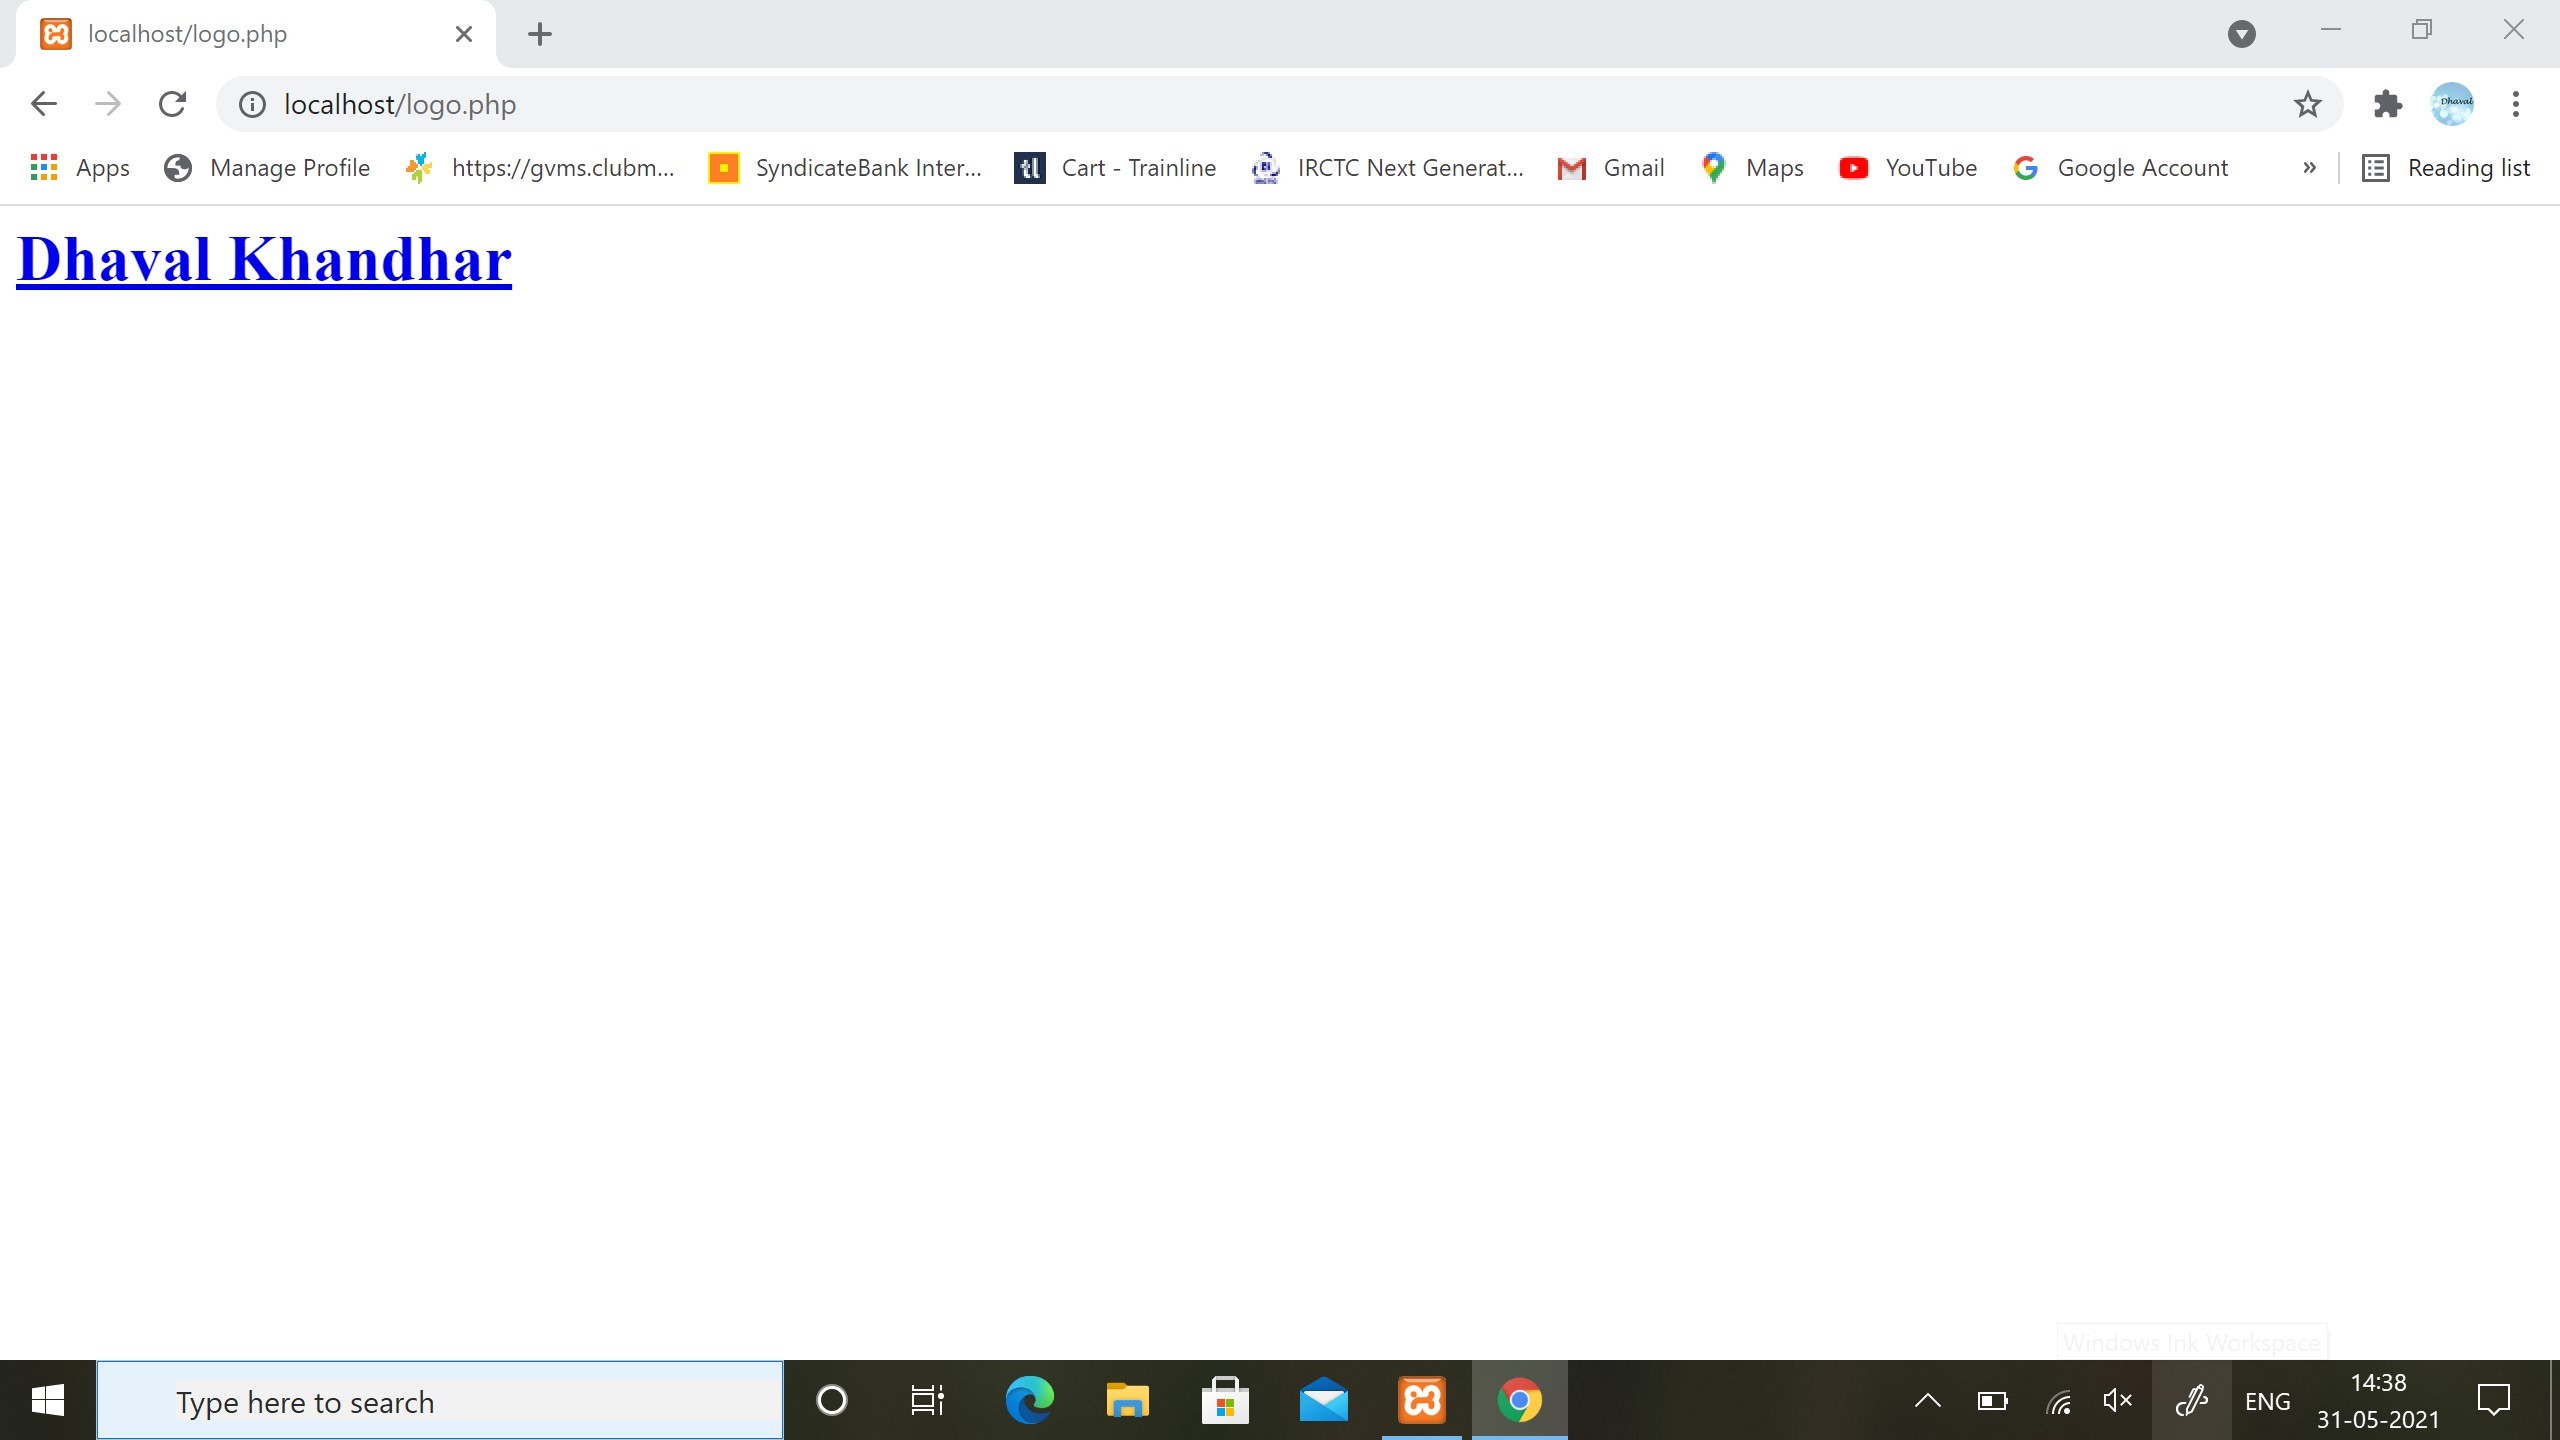 localhost/logo.php
localhost/logo.php
Dhaval
Apps Manage Profile https://gvms.clubm... SyndicateBank Inter... tl Cart - Trainline IRCTC Next Generat... Gmail Maps YouTube Google Account » Reading list
Dhaval Khandhar
Windows Ink Workspace
Type here to search
ENG
14:38
31-05-2021